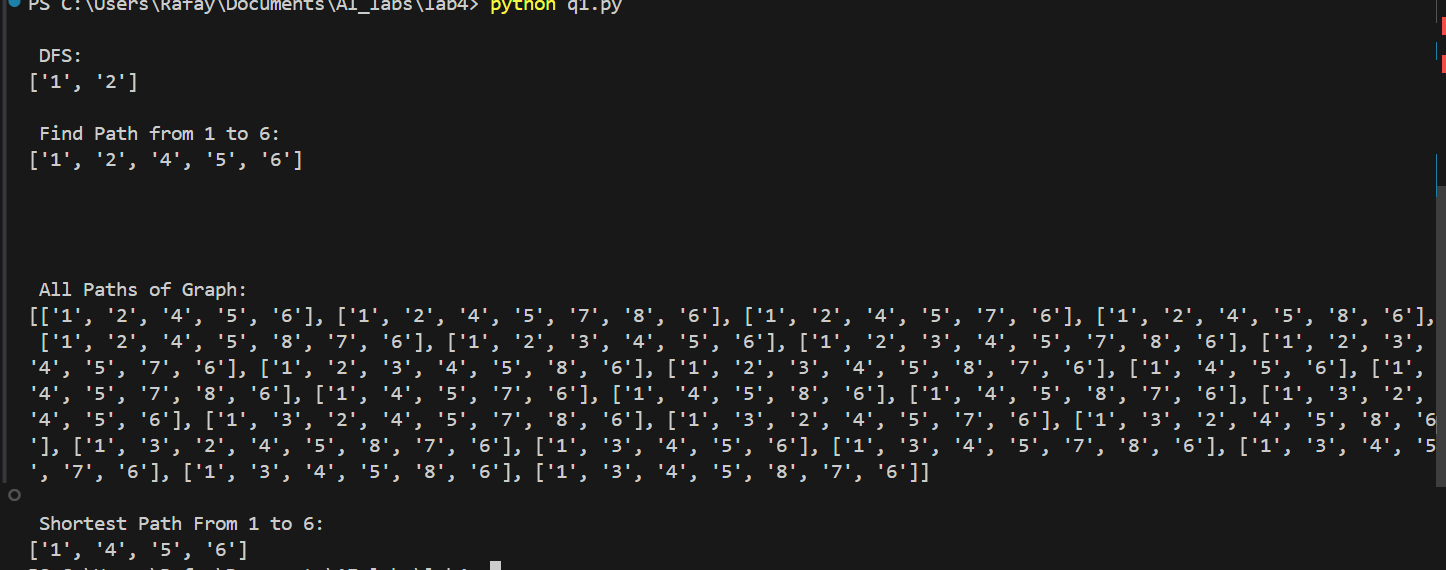 PS C:\Users\Rafay\Documents\AI_labs\lab4> python q1.py
DFS:
['1', '2']
Find Path from 1 to 6:
['1', '2', '4', '5', '6']
All Paths of Graph:
[['1', '2', '4', '5', '6'], ['1', '2', '4', '5', '7', '8', '6'], ['1', '2', '4', '5', '7', '6'], ['1', '2', '4', '5', '8', '6'],
['1', '2', '4', '5', '8', '7', '6'], ['1', '2', '3', '4', '5', '6'], ['1', '2', '3', '4', '5', '7', '8', '6'], ['1', '2', '3',
'4', '5', '7', '6'], ['1', '2', '3', '4', '5', '8', '6'], ['1', '2', '3', '4', '5', '8', '7', '6'], ['1', '4', '5', '6'], ['1',
'4', '5', '7', '8', '6'], ['1', '4', '5', '7', '6'], ['1', '4', '5', '8', '6'], ['1', '4', '5', '8', '7', '6'], ['1', '3', '2',
'4', '5', '6'], ['1', '3', '2', '4', '5', '7', '8', '6'], ['1', '3', '2', '4', '5', '7', '6'], ['1', '3', '2', '4', '5', '8', '6
'], ['1', '3', '2', '4', '5', '8', '7', '6'], ['1', '3', '4', '5', '6'], ['1', '3', '4', '5', '7', '8', '6'], ['1', '3', '4', '5
', '7', '6'], ['1', '3', '4', '5', '8', '6'], ['1', '3', '4', '5', '8', '7', '6']]
Shortest Path From 1 to 6:
['1', '4', '5', '6']